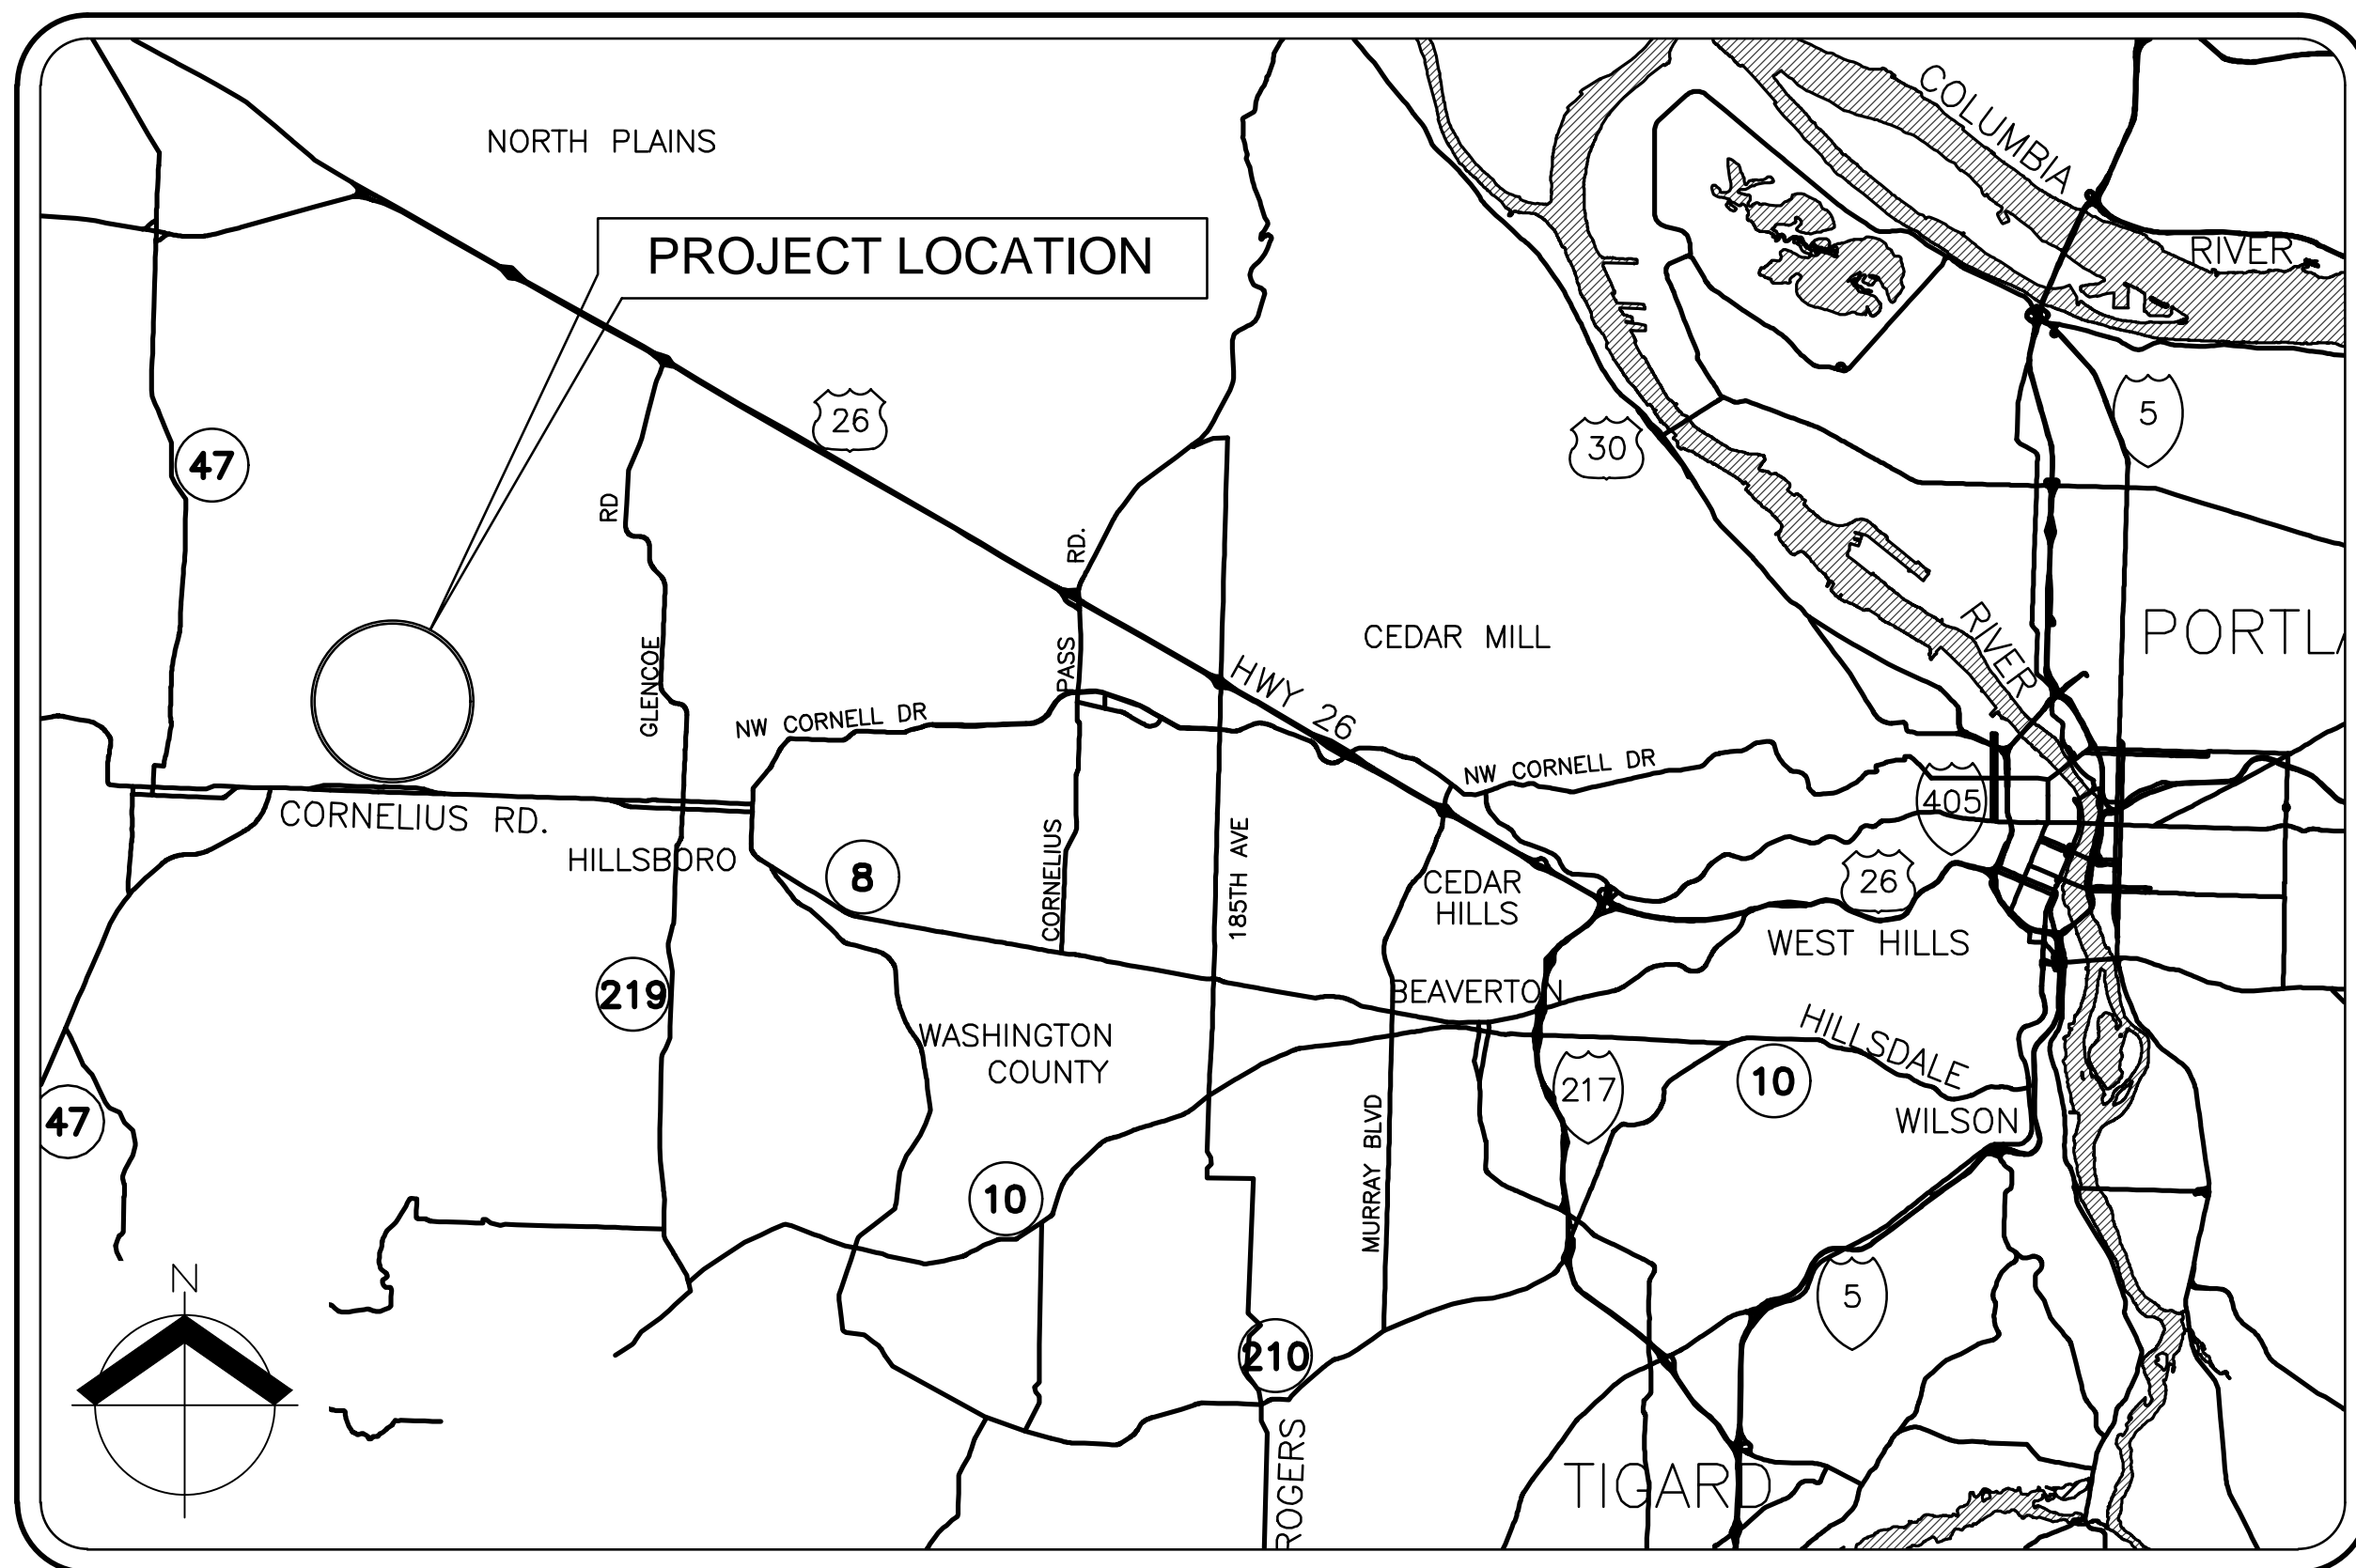 NORTH PLAINS
COLUMBIA
RIVER
PROJECT LOCATION
26
47
30
5
RD
RD.
PORTLA
RIVER
CEDAR MILL
GLENCOE
PASS
HWY 26
NW CORNELL DR
NW CORNELL DR
405
CORNELIUS RD.
HILLSBORO
8
CORNELIUS
185TH AVE
CEDAR
HILLS
26
WEST HILLS
219
BEAVERTON
WASHINGTON
COUNTY
HILLSDALE
217
10
WILSON
47
MURRAY BLVD
10
N
5
210
ROGERS
TIGARD